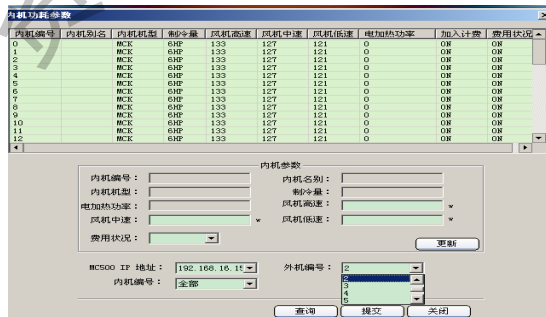 内机功耗参数
内机编号 内机别名 内机机型 制冷量 风机高速 风机中速 风机低速 电加热功率 加入计费 费用状况
0 MCK 6HP 133 127 121 0 ON ON
1 MCK 6HP 133 127 121 0 ON ON
2 MCK 6HP 133 127 121 0 ON ON
3 MCK 6HP 133 127 121 0 ON ON
4 MCK 6HP 133 127 121 0 ON ON
5 MCK 6HP 133 127 121 0 ON ON
6 MCK 6HP 133 127 121 0 ON ON
7 MCK 6HP 133 127 121 0 ON ON
8 MCK 6HP 133 127 121 0 ON ON
9 MCK 6HP 133 127 121 0 ON ON
10 MCK 6HP 133 127 121 0 ON ON
11 MCK 6HP 133 127 121 0 ON ON
12 MCK 6HP 133 127 121 0 ON ON
内机参数
内机编号： 内机名别：
内机机型： 制冷量：
电加热功率： 风机高速： w
风机中速： w 风机低速： w
费用状况：
更新
MC500 IP 地址： 192.168.16.15 外机编号： 2
内机编号： 全部
2
3
4
5
查询 提交 关闭